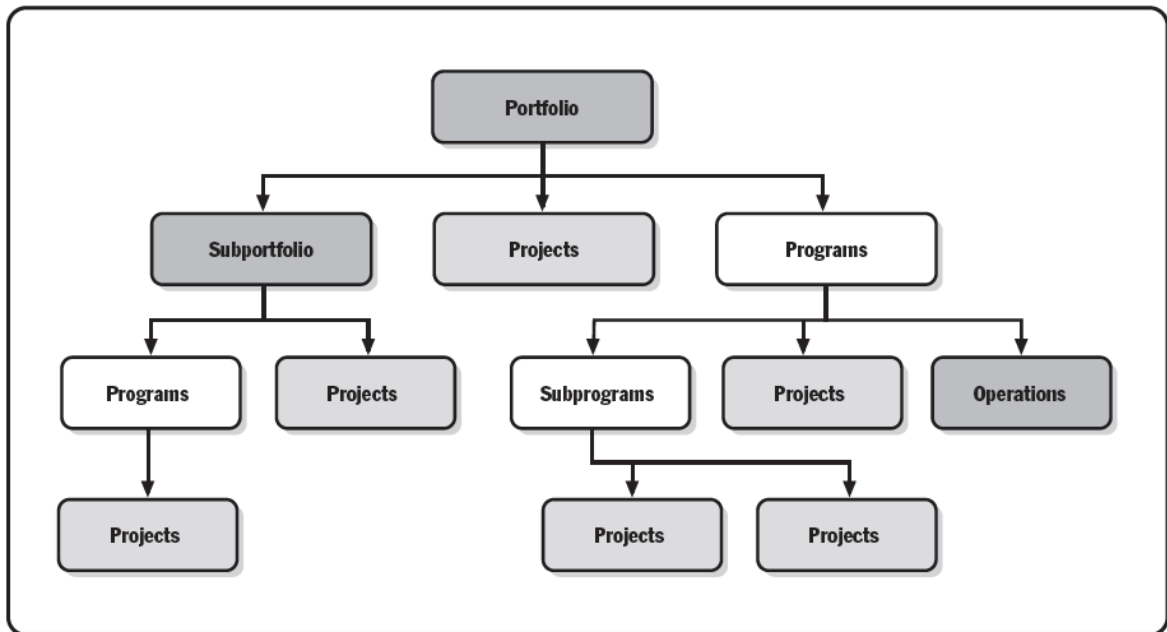 Portfolio
Subportfolio
Projects
Programs
Programs
Projects
Subprograms
Projects
Operations
Projects
Projects
Projects